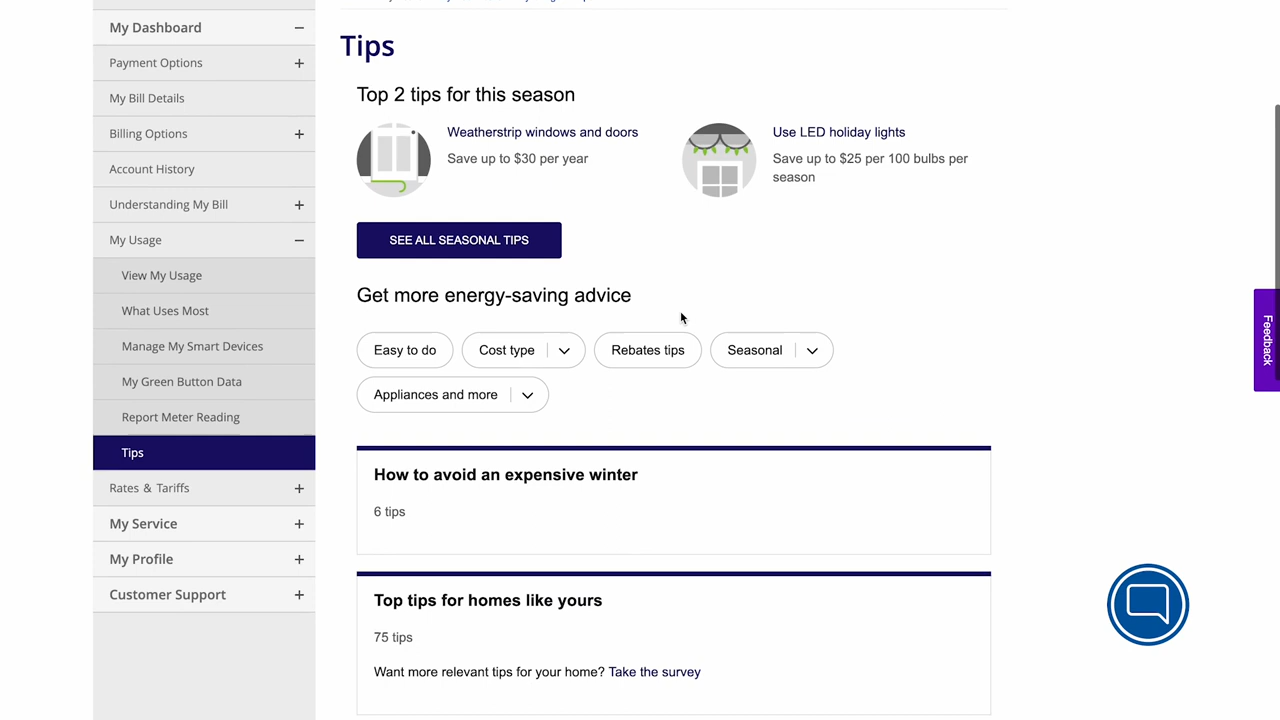 My Dashboard
Payment Options
My Bill Details
Billing Options
Account History
Understanding My Bill
My Usage
View My Usage
What Uses Most
Manage My Smart Devices
My Green Button Data
Report Meter Reading
Tips
Rates & Tariffs
My Service
My Profile
Customer Support
Tips
Top 2 tips for this season
Weatherstrip windows and doors
Save up to $30 per year
Use LED holiday lights
Save up to $25 per 100 bulbs per
season
SEE ALL SEASONAL TIPS
Get more energy-saving advice
Easy to do
Cost type
Rebates tips
Seasonal
Appliances and more
How to avoid an expensive winter
6 tips
Top tips for homes like yours
75 tips
Want more relevant tips for your home? Take the survey
Feedback